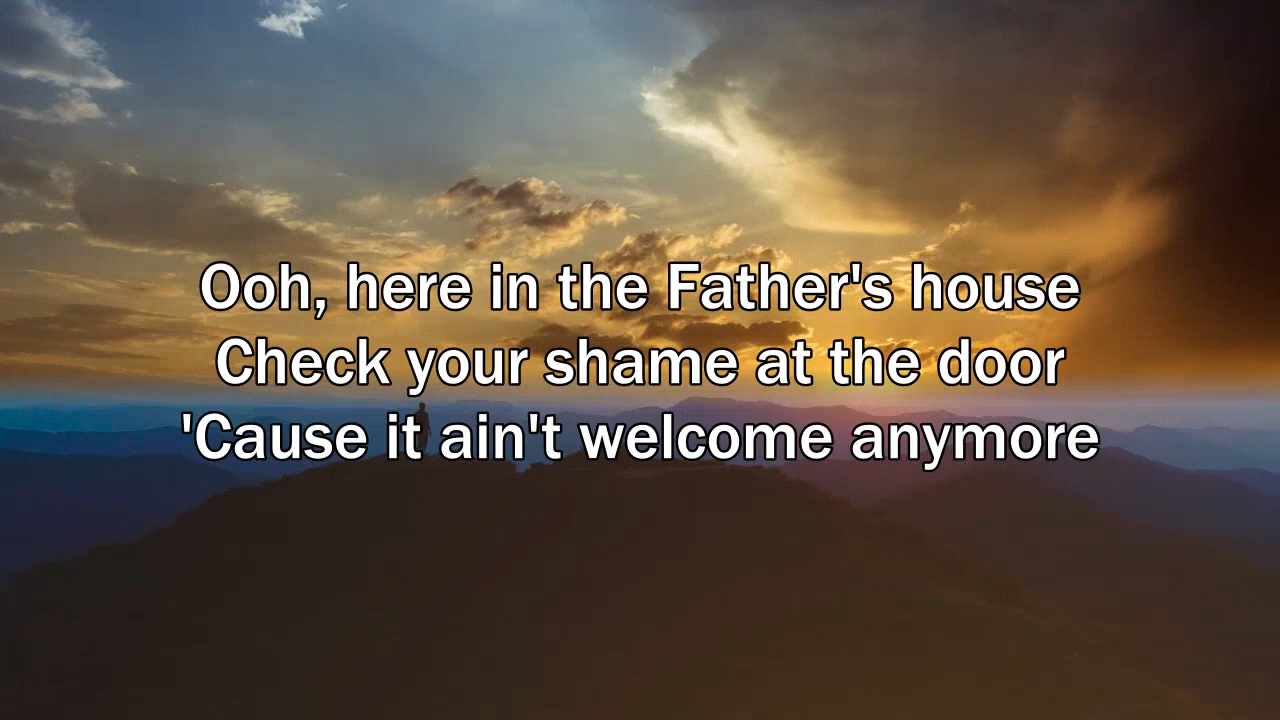 Ooh, here in the Father's house
Check your shame at the door
'Cause it ain't welcome anymore